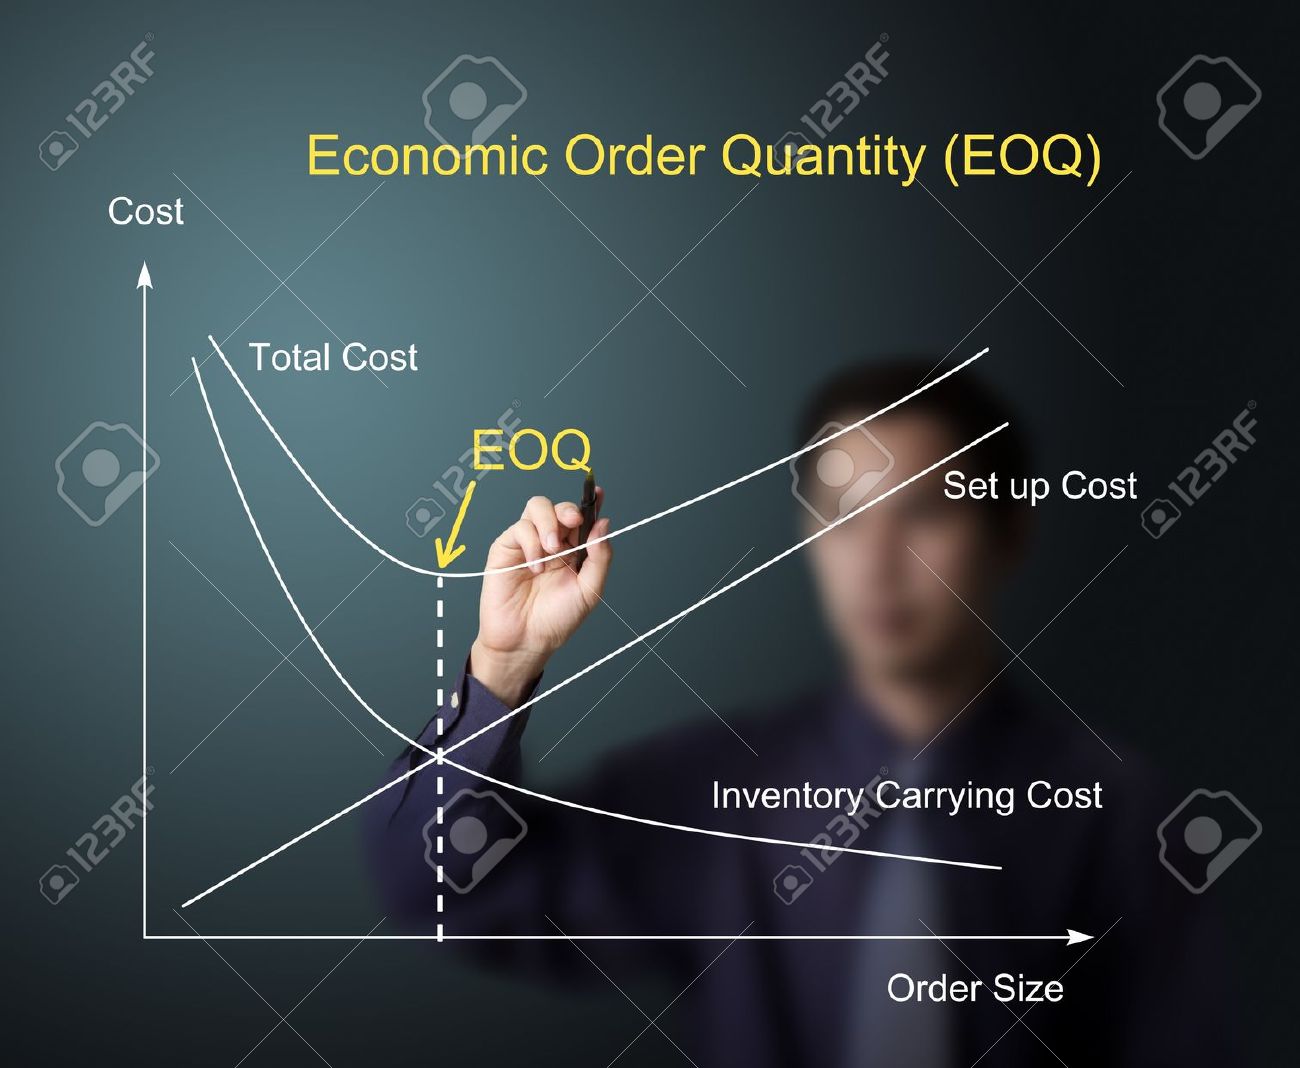 Economic Order Quantity (EOQ)
Cost
Total Cost
EOQ
Set up Cost
Inventory Carrying Cost
Order Size
123RF
123RF
123RF
123RF
123RF
123RF
123RF